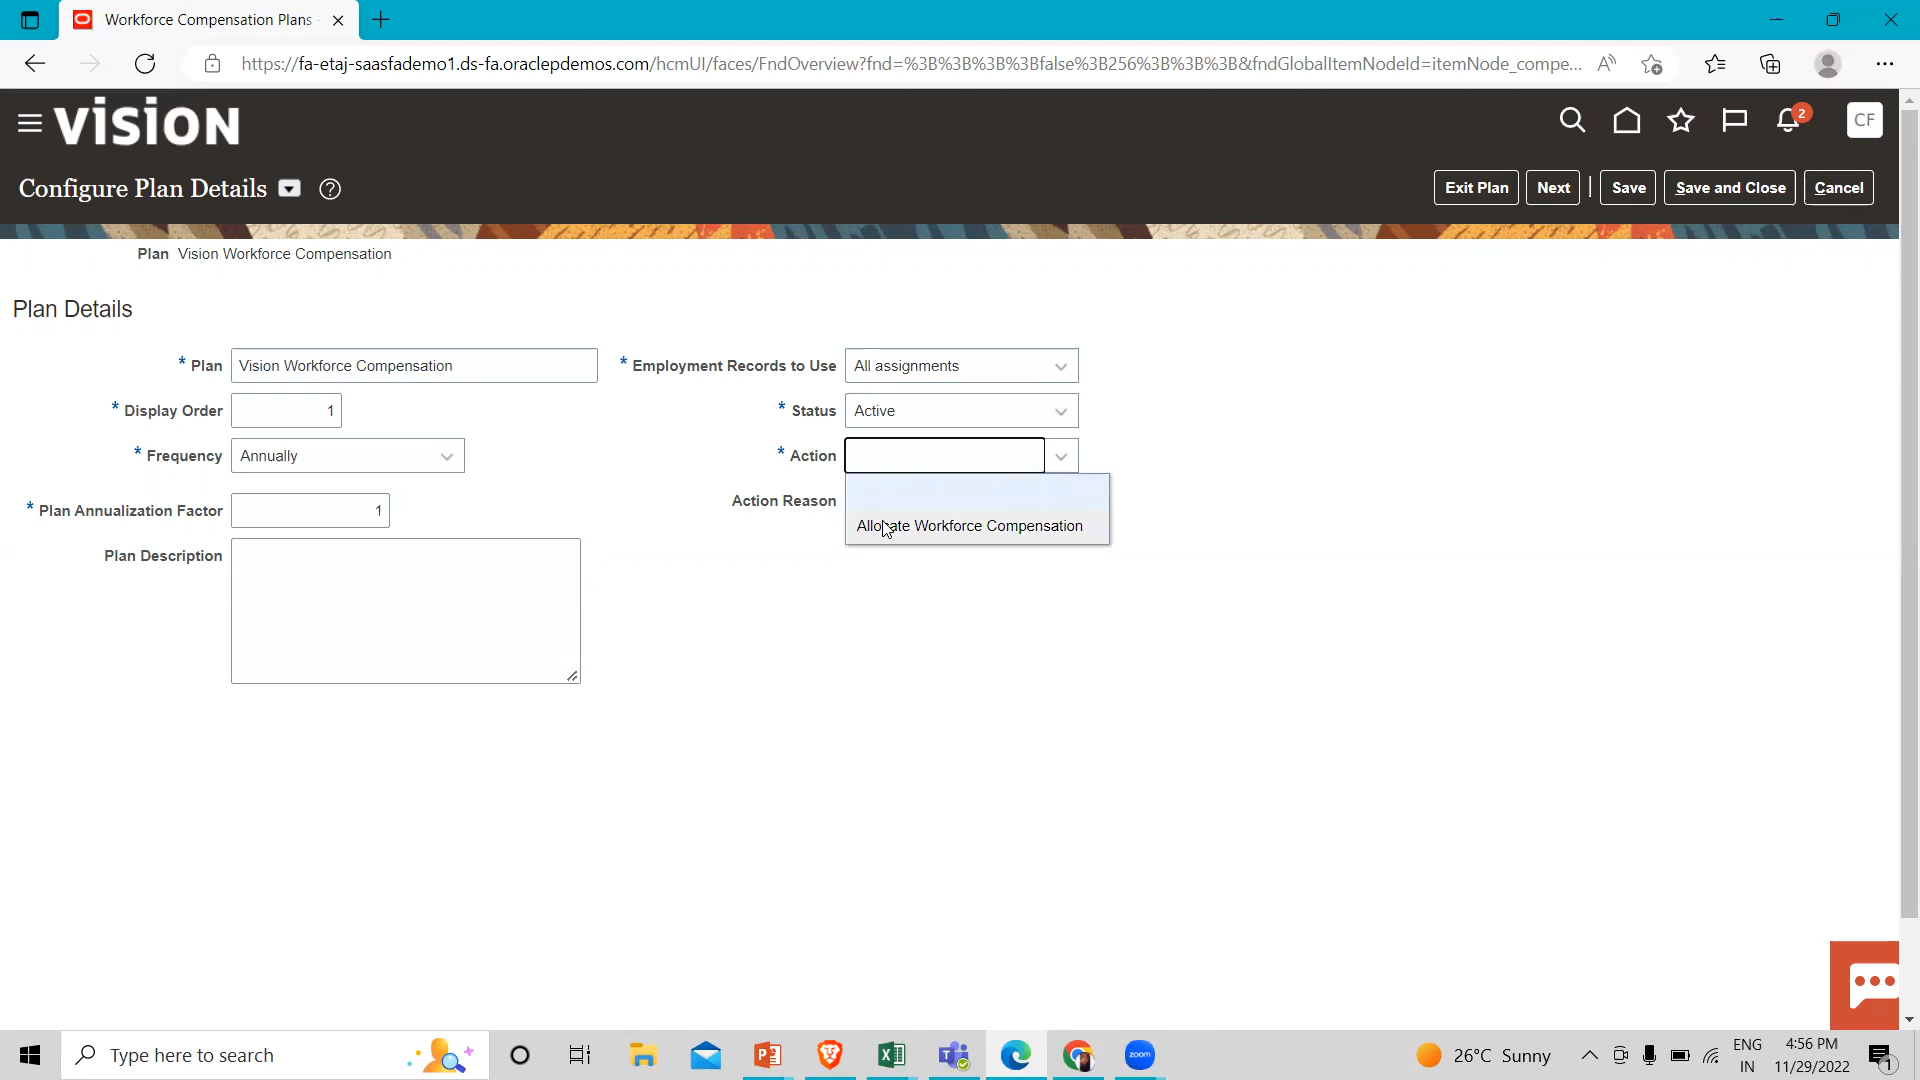 Workforce Compensation Plans
https://fa-etaj-saasfademo1.ds-fa.oraclepdemos.com/hcmUI/faces/FndOverview?fnd=%3B%3B%3B%3Bfalse%3B256%3B%3B%3B&fndGlobalItemNodeId=itemNode_compe...
vision
2
CF
Configure Plan Details
Exit Plan
Next
Save
Save and Close
Cancel
Plan Vision Workforce Compensation
Plan Details
* Plan Vision Workforce Compensation
* Employment Records to Use All assignments
* Display Order 1
* Status Active
* Frequency Annually
* Action
* Plan Annualization Factor 1
Action Reason
Allocate Workforce Compensation
Plan Description
Type here to search
zoom
26°C Sunny
ENG
IN
4:56 PM
11/29/2022
1